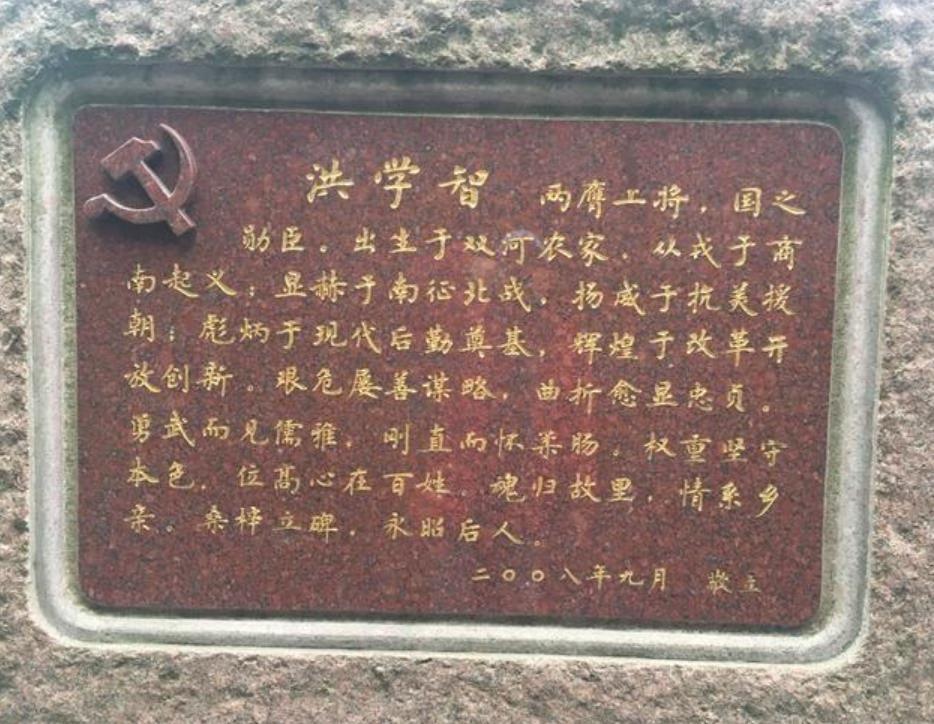 洪学智 两膺上将，国之
勋臣。出生于双河农家，从戎于商
南起义；显赫于南征北战，扬威于抗美援
朝；彪炳于现代后勤奠基，辉煌于改革开
放创新。艰危屡善谋略，曲折愈显忠贞。
勇武而见儒雅，刚直而怀柔肠。权重坚守
本色，位高心在百姓。魂归故里，情系乡
亲。桑梓立碑，永昭后人。
二〇〇八年九月 敬立